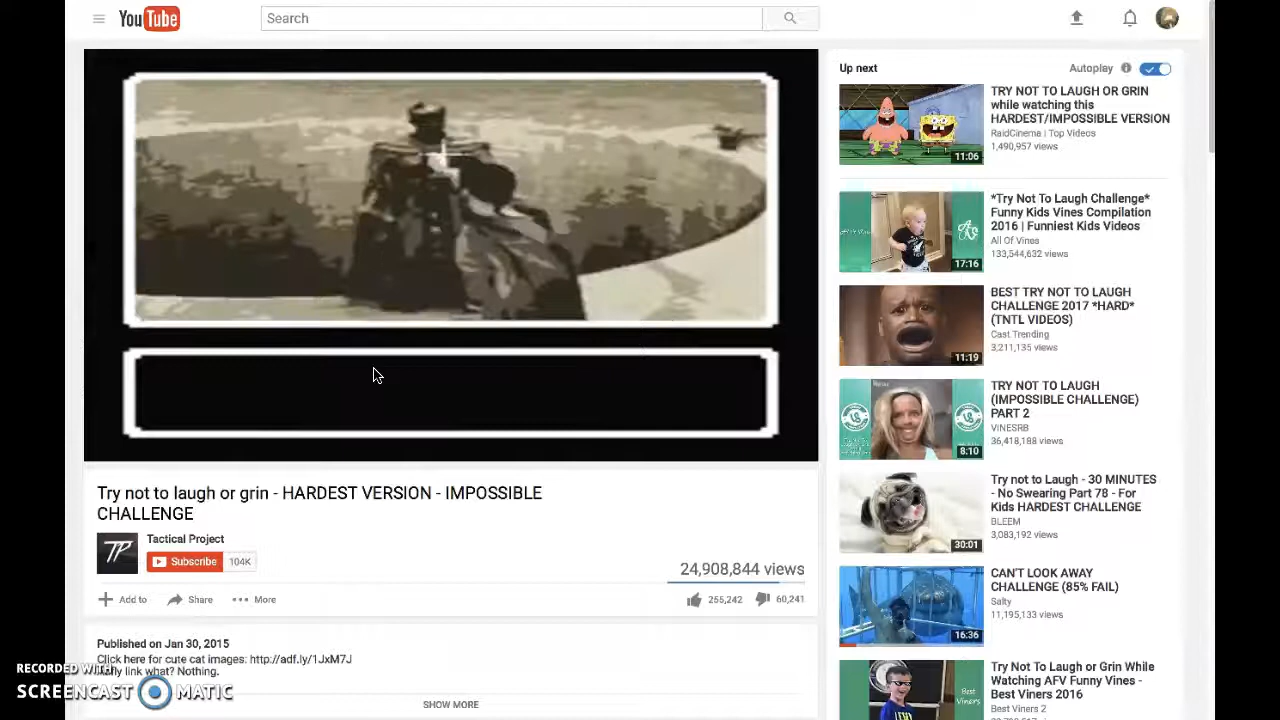 YouTube
Search
Up next
Autoplay
TRY NOT TO LAUGH OR GRIN
while watching this
HARDEST/IMPOSSIBLE VERSION
RaidCinema | Top Videos
1,490,957 views
11:06
*Try Not To Laugh Challenge*
Funny Kids Vines Compilation
2016 | Funniest Kids Videos
All Of Vines
133,544,632 views
17:16
BEST TRY NOT TO LAUGH
CHALLENGE 2017 *HARD*
(TNTL VIDEOS)
Cast Trending
3,211,135 views
11:19
TRY NOT TO LAUGH
(IMPOSSIBLE CHALLENGE)
PART 2
VINESRB
36,418,188 views
8:10
Try not to Laugh - 30 MINUTES
- No Swearing Part 78 - For
Kids HARDEST CHALLENGE
BLEEM
3,083,192 views
30:01
CAN'T LOOK AWAY
CHALLENGE (85% FAIL)
Salty
11,195,133 views
16:36
Try Not To Laugh or Grin While
Watching AFV Funny Vines -
Best Viners 2016
Best Viners 2
Best
Viners
Try not to laugh or grin - HARDEST VERSION - IMPOSSIBLE
CHALLENGE
TP
Tactical Project
Subscribe 104K
24,908,844 views
Add to Share More
255,242 60,241
Published on Jan 30, 2015
Click here for cute cat images: http://adf.ly/1JxM7J
link what? Nothing.
SHOW MORE
RECORDED WITH
SCREENCAST MATIC